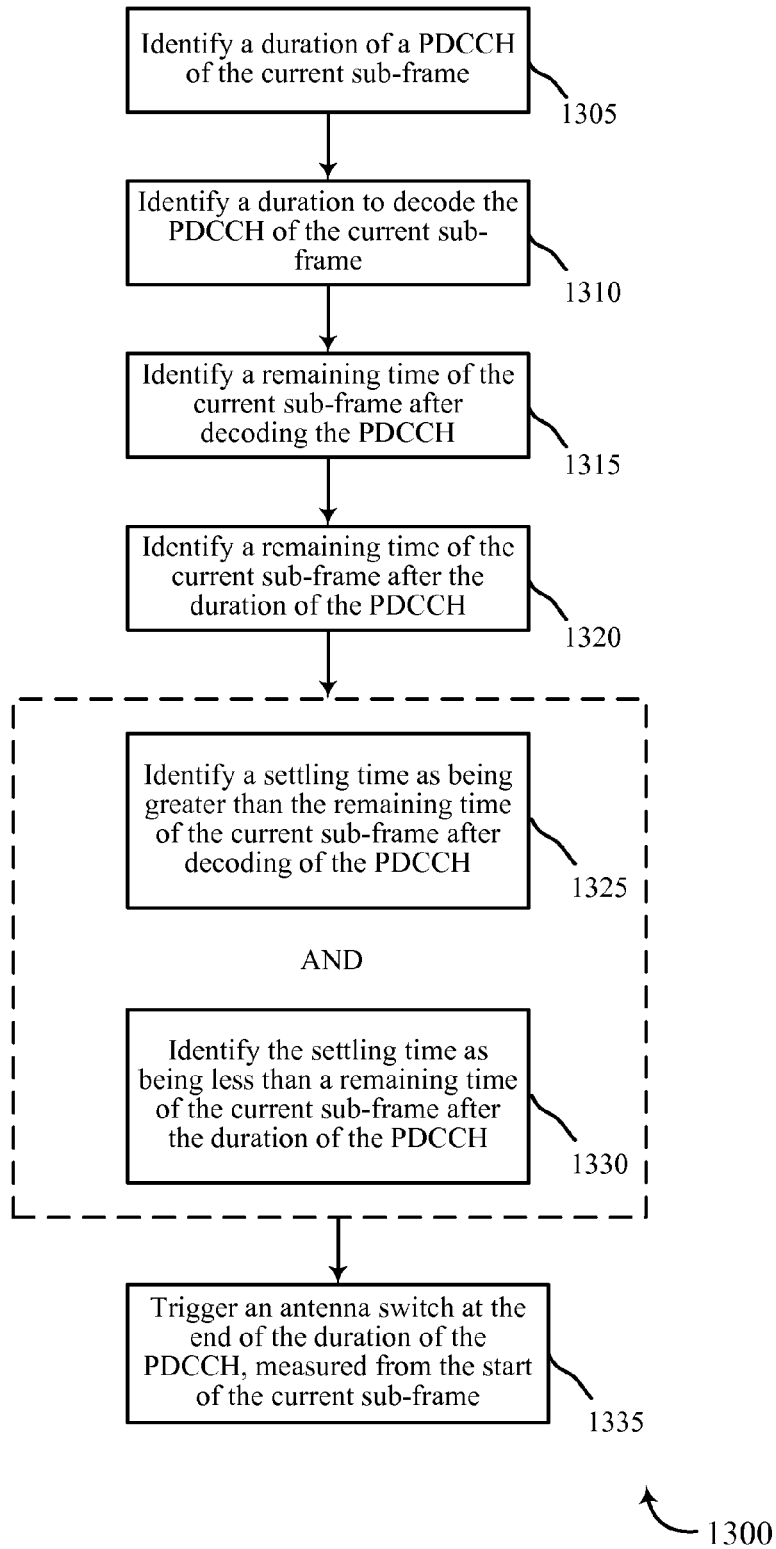 Identify a duration of a PDCCH
of the current sub-frame
1305
Identify a duration to decode the
PDCCH of the current sub-
frame
1310
Identify a remaining time of the
current sub-frame after
decoding the PDCCH
1315
Identify a remaining time of the
current sub-frame after the
duration of the PDCCH
1320
Identify a settling time as being
greater than the remaining time
of the current sub-frame after
decoding of the PDCCH
1325
AND
Identify the settling time as
being less than a remaining time
of the current sub-frame after
the duration of the PDCCH
1330
Trigger an antenna switch at the
end of the duration of the
PDCCH, measured from the start
of the current sub-frame
1335
1300